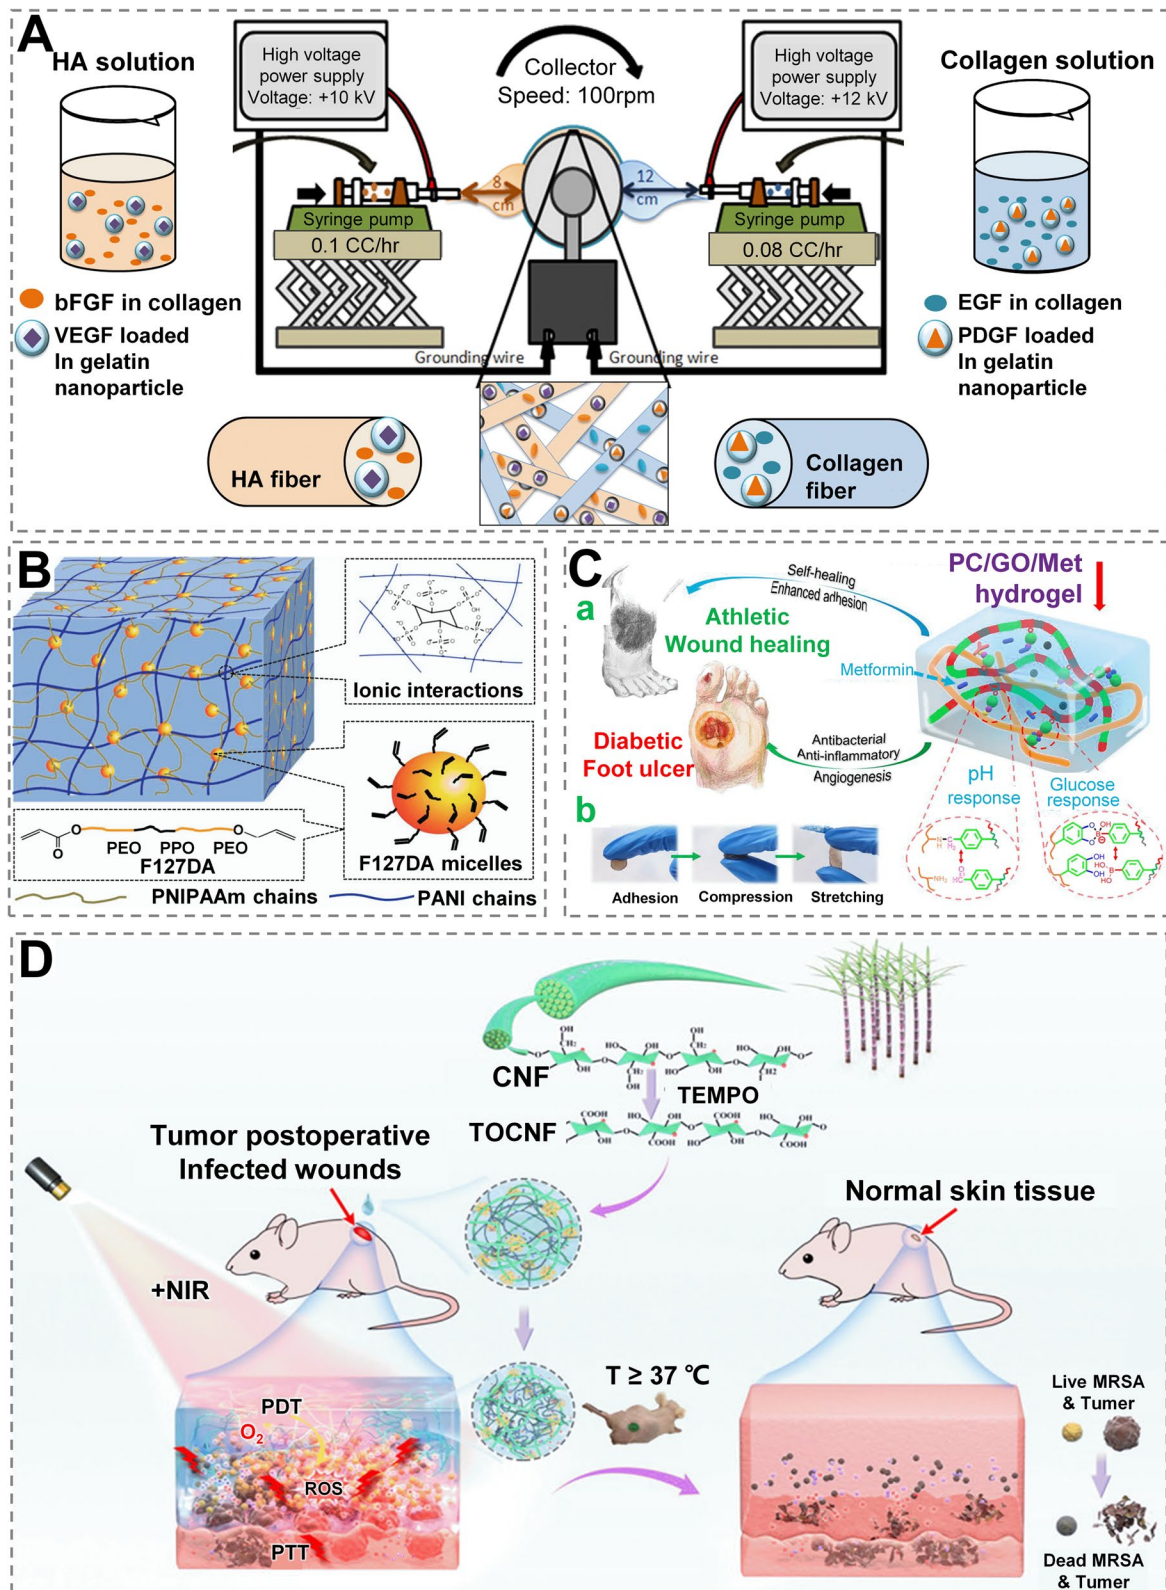 A
HA solution
High voltage
power supply
Voltage: +10 kV
Collector
Speed: 100rpm
High voltage
power supply
Voltage: +12 kV
Collagen solution
8
cm
12
cm
Syringe pump
0.1 CC/hr
Syringe pump
0.08 CC/hr
bFGF in collagen
VEGF loaded
In gelatin
nanoparticle
Grounding wire
Grounding wire
EGF in collagen
PDGF loaded
In gelatin
nanoparticle
HA fiber
Collagen
fiber
B
Ionic interactions
O
O
O
PEO PPO PEO
F127DA
F127DA micelles
PNIPAAm chains
PANI chains
C
a
Self-healing
Enhanced adhesion
PC/GO/Met
hydrogel
Athletic
Wound healing
Metformin
Diabetic
Foot ulcer
Antibacterial
Anti-inflammatory
Angiogenesis
pH
response
Glucose
response
b
Adhesion
Compression
Stretching
D
CNF
TEMPO
TOCNF
Tumor postoperative
Infected wounds
Normal skin tissue
+NIR
T ≥ 37 ℃
PDT
O2
ROS
PTT
Live MRSA
& Tumer
Dead MRSA
& Tumer